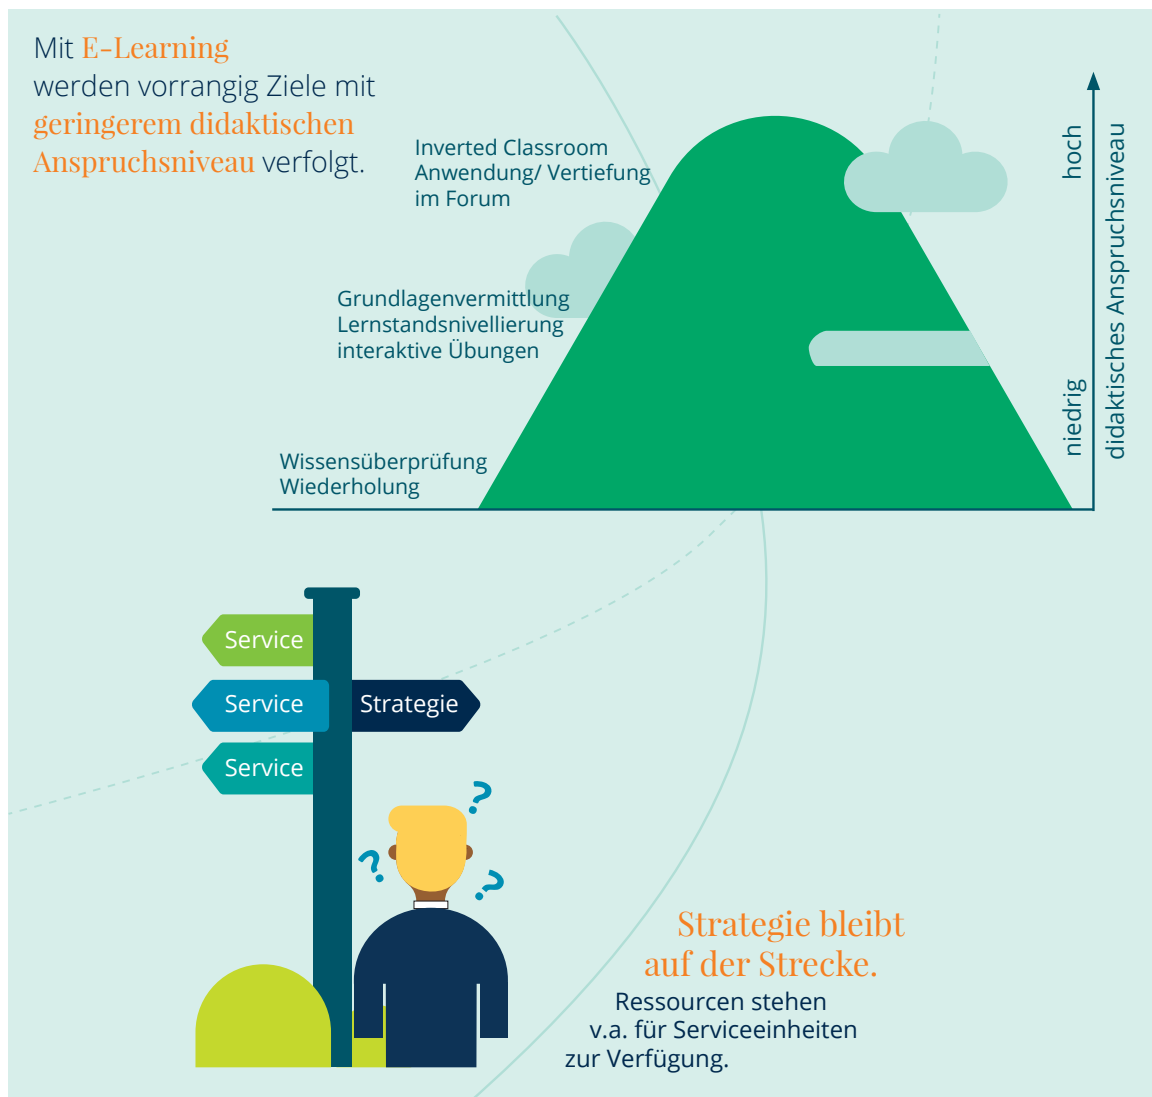 Mit E-Learning
werden vorrangig Ziele mit
geringerem didaktischen
Anspruchsniveau verfolgt.
Inverted Classroom
Anwendung/ Vertiefung
im Forum
Grundlagenvermittlung
Lernstandsnivellierung
interaktive Übungen
Wissensüberprüfung
Wiederholung
hoch
niedrig
didaktisches Anspruchsniveau
Service
Service
Strategie
Service
?
?
?
Strategie bleibt
auf der Strecke.
Ressourcen stehen
v.a. für Serviceeinheiten
zur Verfügung.